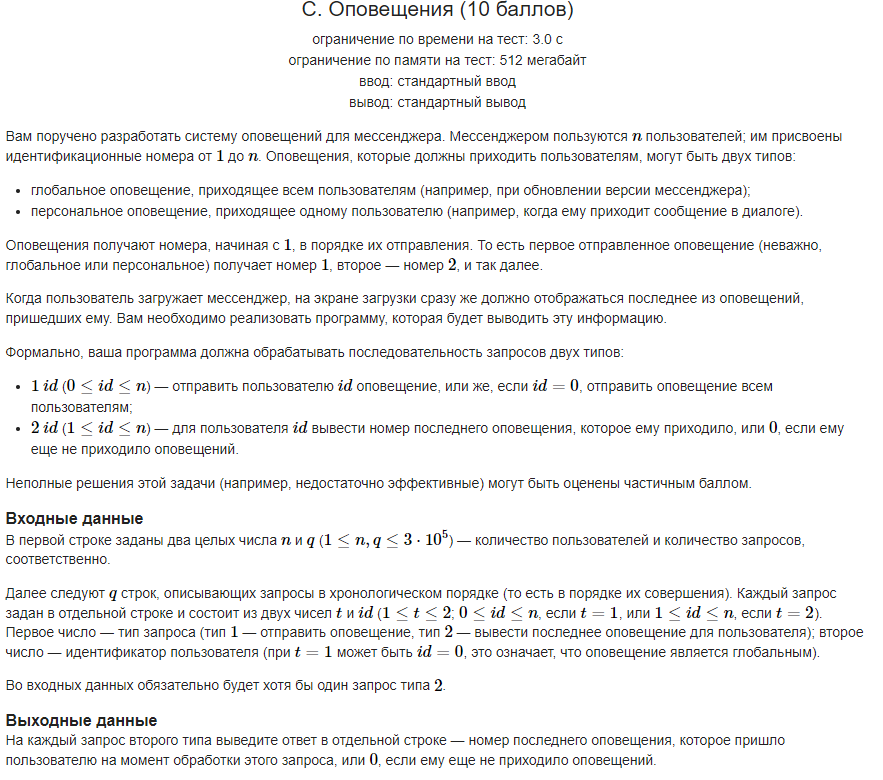 C. Оповещения (10 баллов)
ограничение по времени на тест: 3.0 с
ограничение по памяти на тест: 512 мегабайт
ввод: стандартный ввод
вывод: стандартный вывод
Вам поручено разработать систему оповещений для мессенджера. Мессенджером пользуются n пользователей; им присвоены
идентификационные номера от 1 до n. Оповещения, которые должны приходить пользователям, могут быть двух типов:
• глобальное оповещение, приходящее всем пользователям (например, при обновлении версии мессенджера);
• персональное оповещение, приходящее одному пользователю (например, когда ему приходит сообщение в диалоге).
Оповещения получают номера, начиная с 1, в порядке их отправления. То есть первое отправленное оповещение (неважно,
глобальное или персональное) получает номер 1, второе — номер 2, и так далее.
Когда пользователь загружает мессенджер, на экране загрузки сразу же должно отображаться последнее из оповещений,
пришедших ему. Вам необходимо реализовать программу, которая будет выводить эту информацию.
Формально, ваша программа должна обрабатывать последовательность запросов двух типов:
• 1 id (0 ≤ id ≤ n) — отправить пользователю id оповещение, или же, если id = 0, отправить оповещение всем
пользователям;
• 2 id (1 ≤ id ≤ n) — для пользователя id вывести номер последнего оповещения, которое ему приходило, или 0, если ему
еще не приходило оповещений.
Неполные решения этой задачи (например, недостаточно эффективные) могут быть оценены частичным баллом.
Входные данные
В первой строке заданы два целых числа n и q (1 ≤ n, q ≤ 3 · 10⁵) — количество пользователей и количество запросов,
соответственно.
Далее следуют q строк, описывающих запросы в хронологическом порядке (то есть в порядке их совершения). Каждый запрос
задан в отдельной строке и состоит из двух чисел t и id (1 ≤ t ≤ 2; 0 ≤ id ≤ n, если t = 1, или 1 ≤ id ≤ n, если t = 2).
Первое число — тип запроса (тип 1 — отправить оповещение, тип 2 — вывести последнее оповещение для пользователя); второе
число — идентификатор пользователя (при t = 1 может быть id = 0, это означает, что оповещение является глобальным).
Во входных данных обязательно будет хотя бы один запрос типа 2.
Выходные данные
На каждый запрос второго типа выведите ответ в отдельной строке — номер последнего оповещения, которое пришло
пользователю на момент обработки этого запроса, или 0, если ему еще не приходило оповещений.